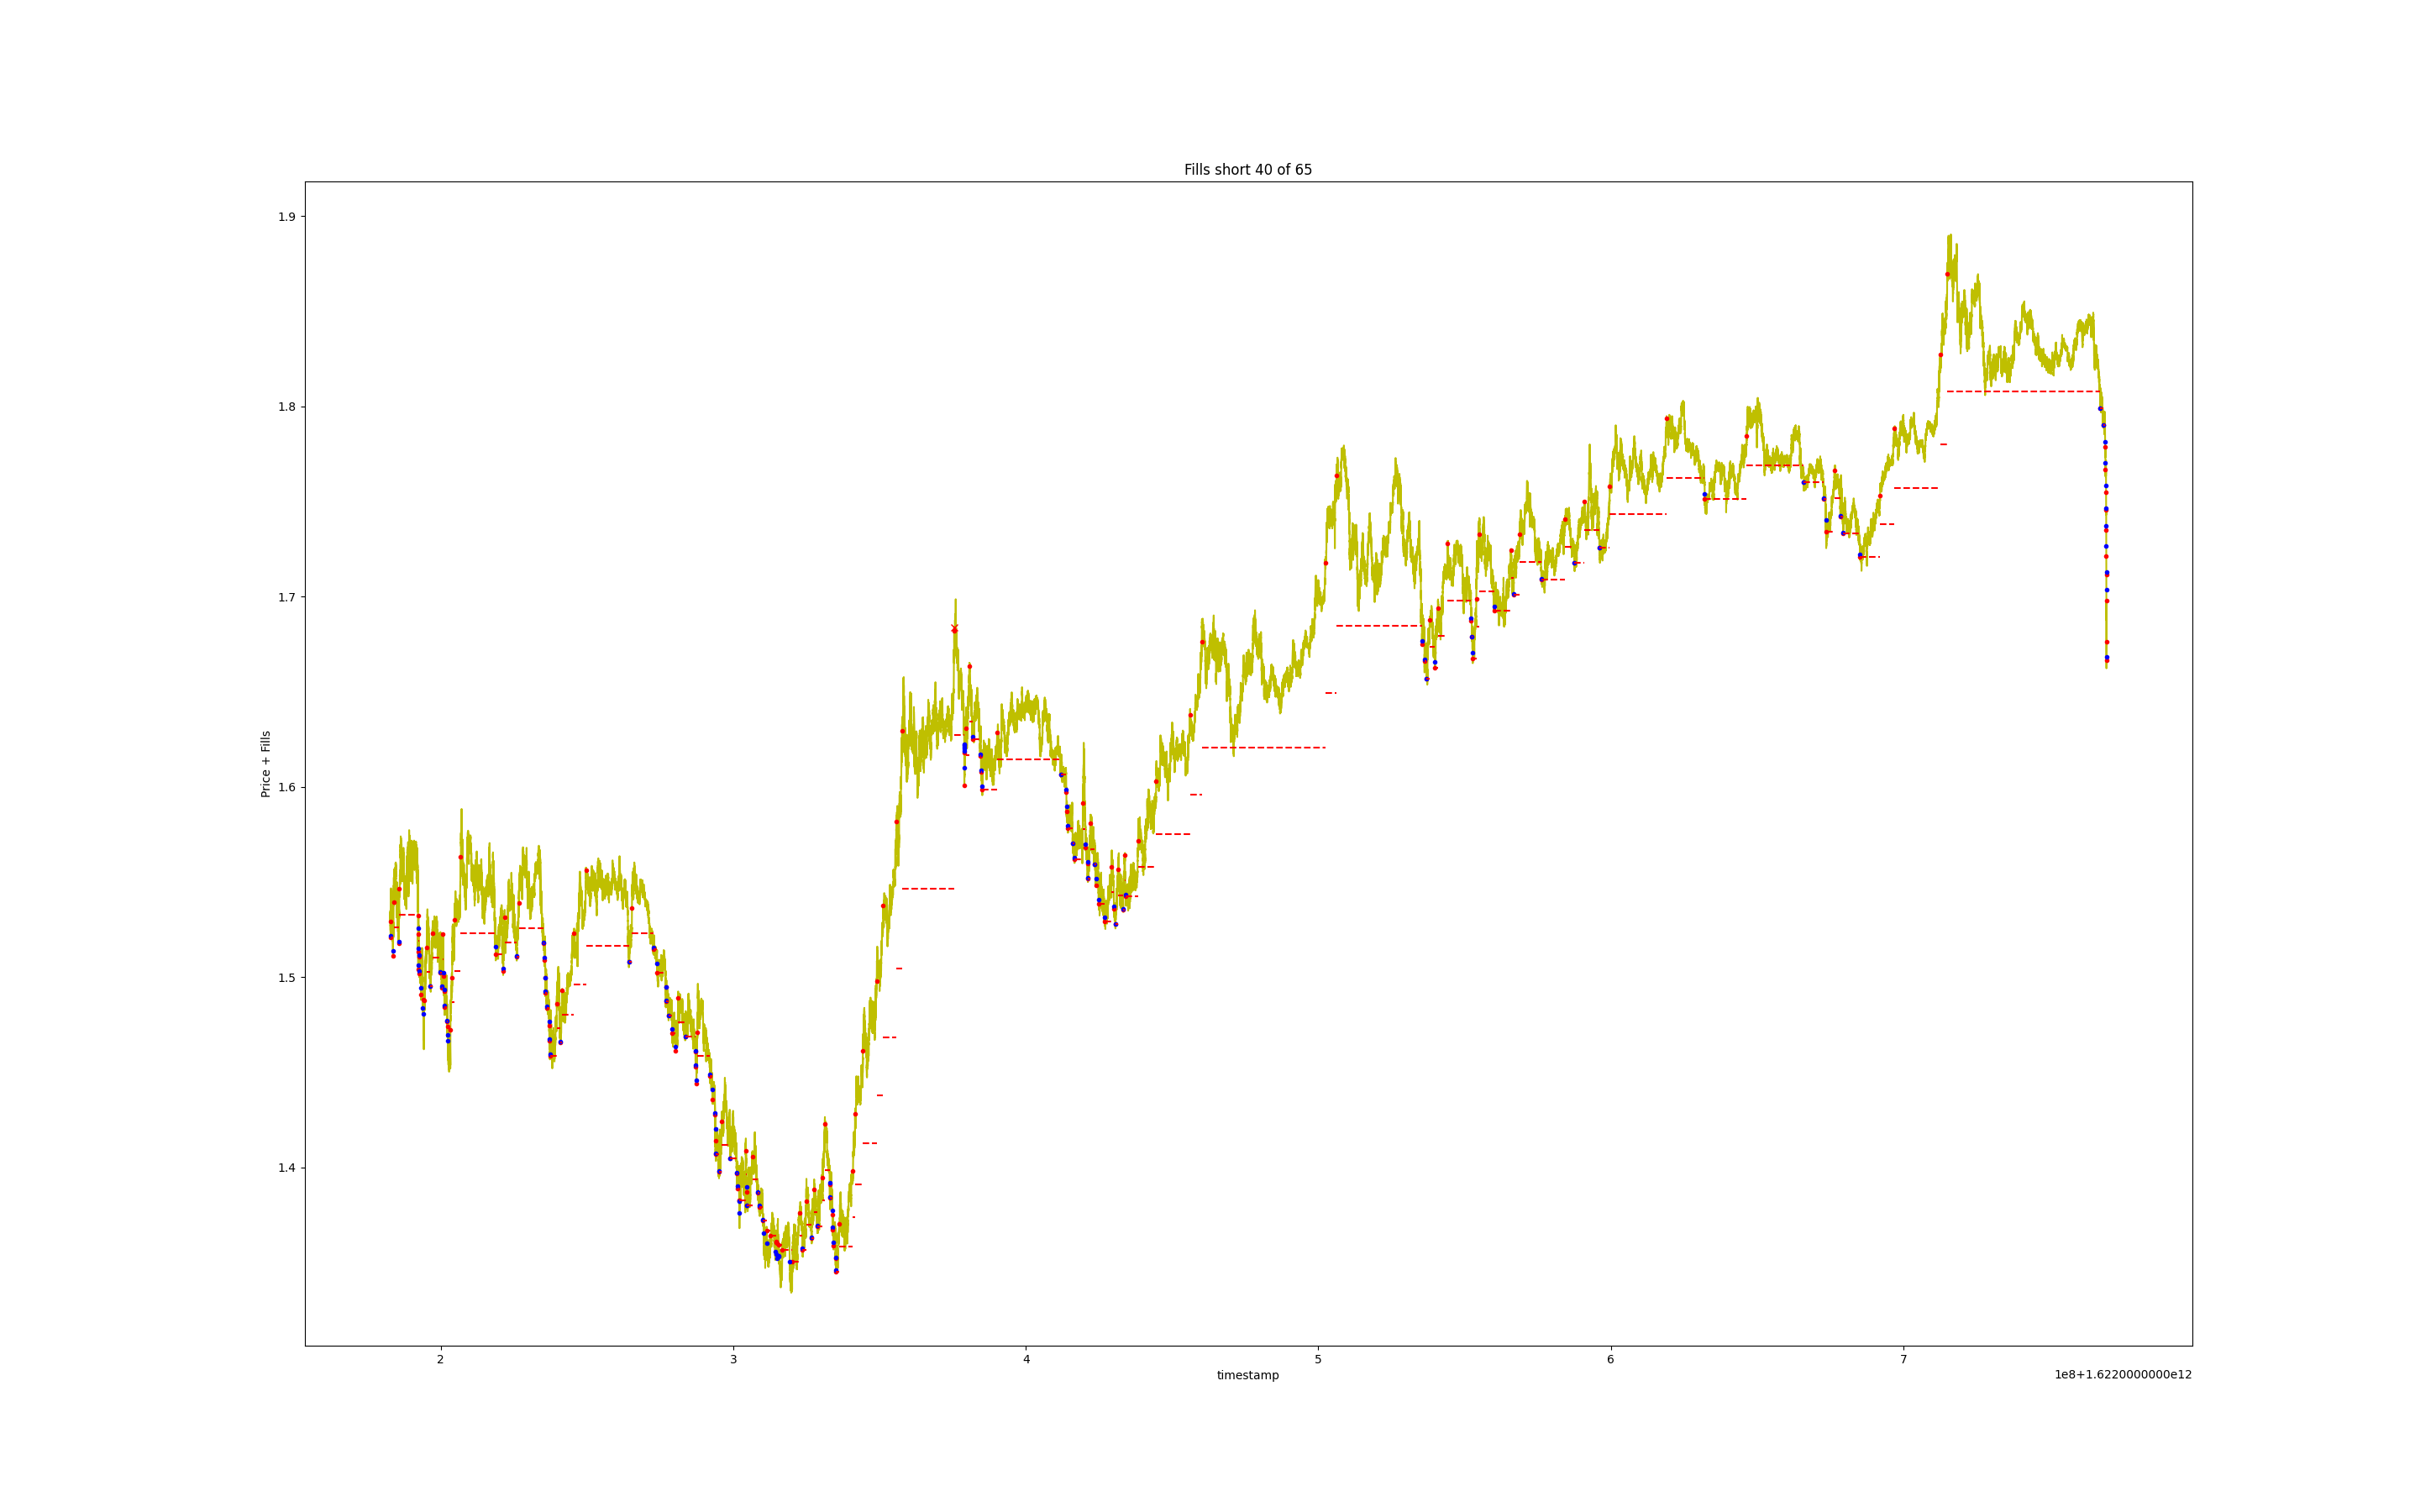 Fills short 40 of 65
1.9
1.8
1.7
1.6
1.5
1.4
Price + Fills
2 3 4 5 6 7
timestamp
1e8+1.6220000000e12